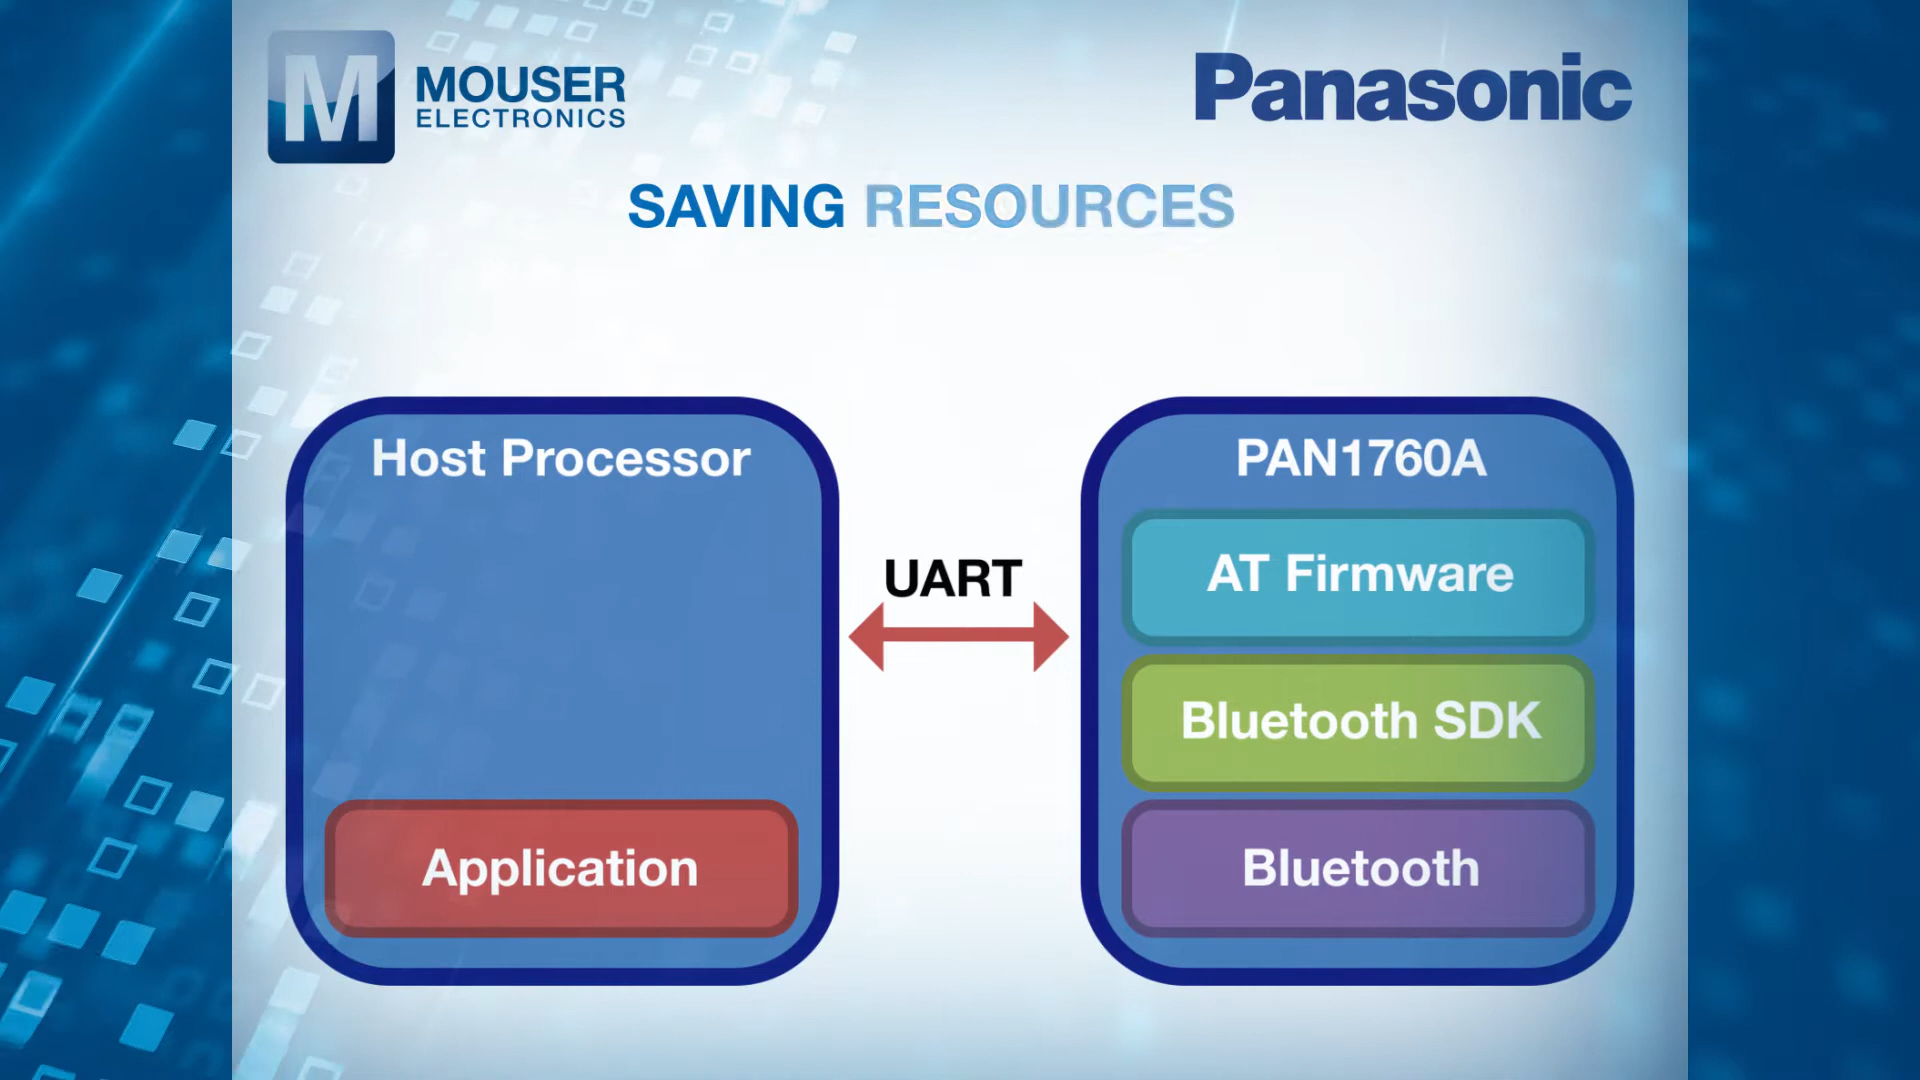 M MOUSER
ELECTRONICS
Panasonic
SAVING RESOURCES
Host Processor
Application
UART
PAN1760A
AT Firmware
Bluetooth SDK
Bluetooth